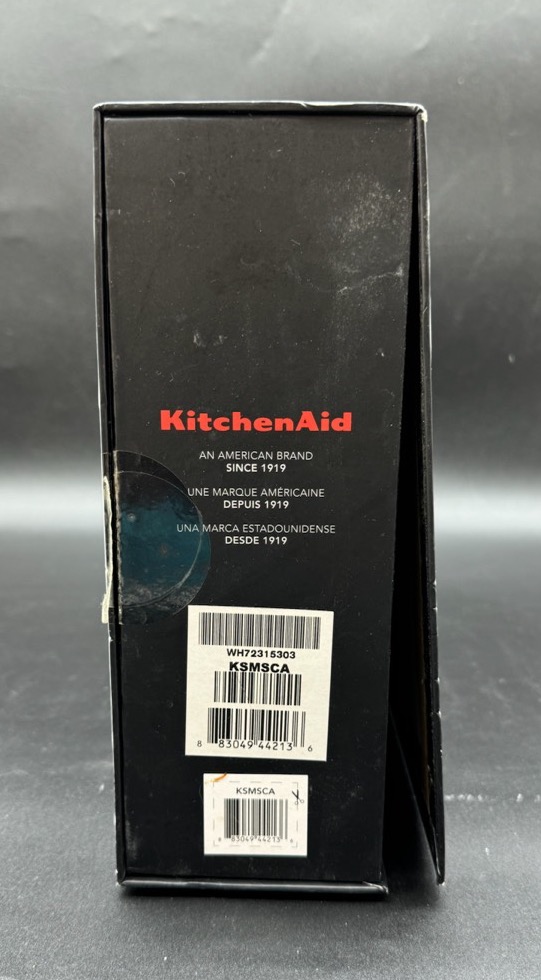 KitchenAid
AN AMERICAN BRAND
SINCE 1919
UNE MARQUE AMÉRICAINE
DEPUIS 1919
UNA MARCA ESTADOUNIDENSE
DESDE 1919
WH72315303
KSMSCA
8 83049 44213 6
KSMSCA
8 83049 44213 6